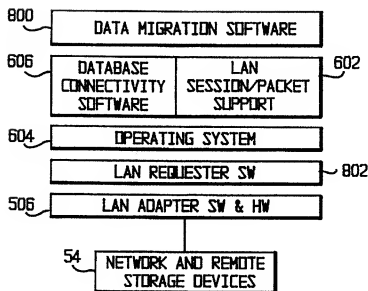 800
DATA MIGRATION SOFTWARE
606
DATABASE
CONNECTIVITY
SOFTWARE
LAN
SESSION/PACKET
SUPPORT
602
604
OPERATING SYSTEM
LAN REQUESTER SW
802
506
LAN ADAPTER SW & HW
54
NETWORK AND REMOTE
STORAGE DEVICES